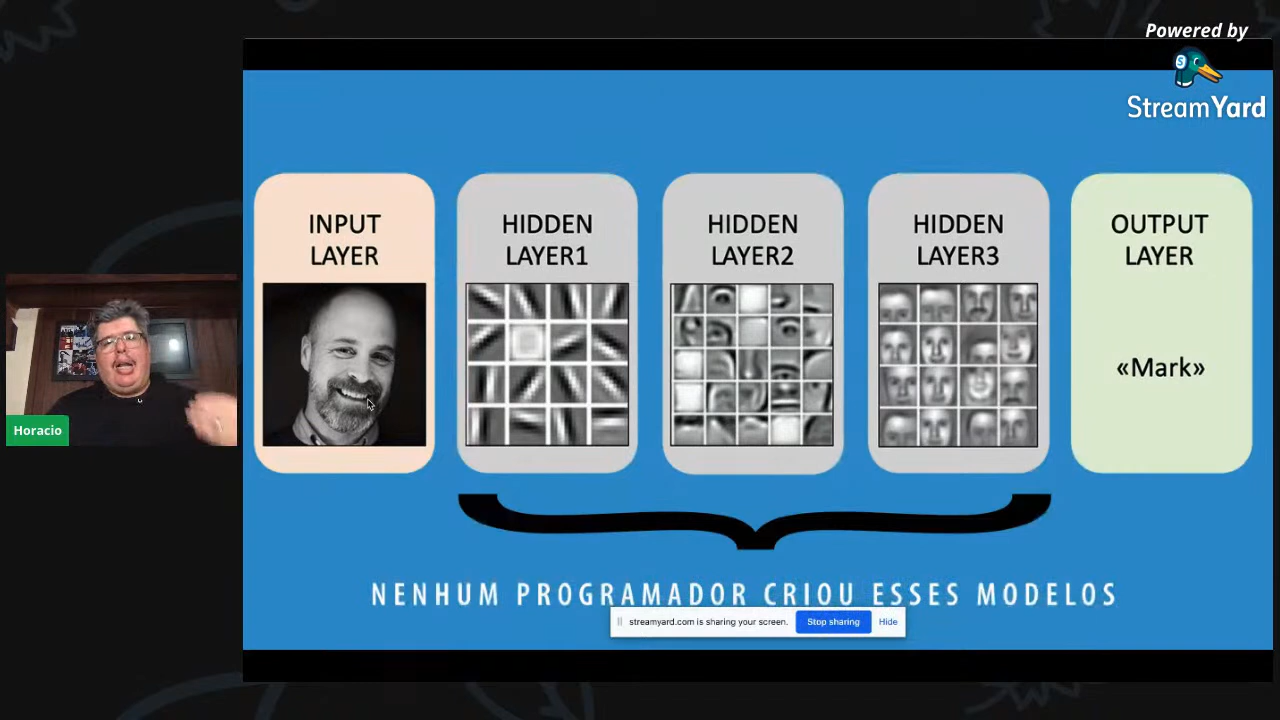 Powered by
StreamYard
INPUT
LAYER
HIDDEN
LAYER1
HIDDEN
LAYER2
HIDDEN
LAYER3
OUTPUT
LAYER
«Mark»
Horacio
NENHUM PROGRAMADOR CRIOU ESSES MODELOS
streamyard.com is sharing your screen.
Stop sharing
Hide